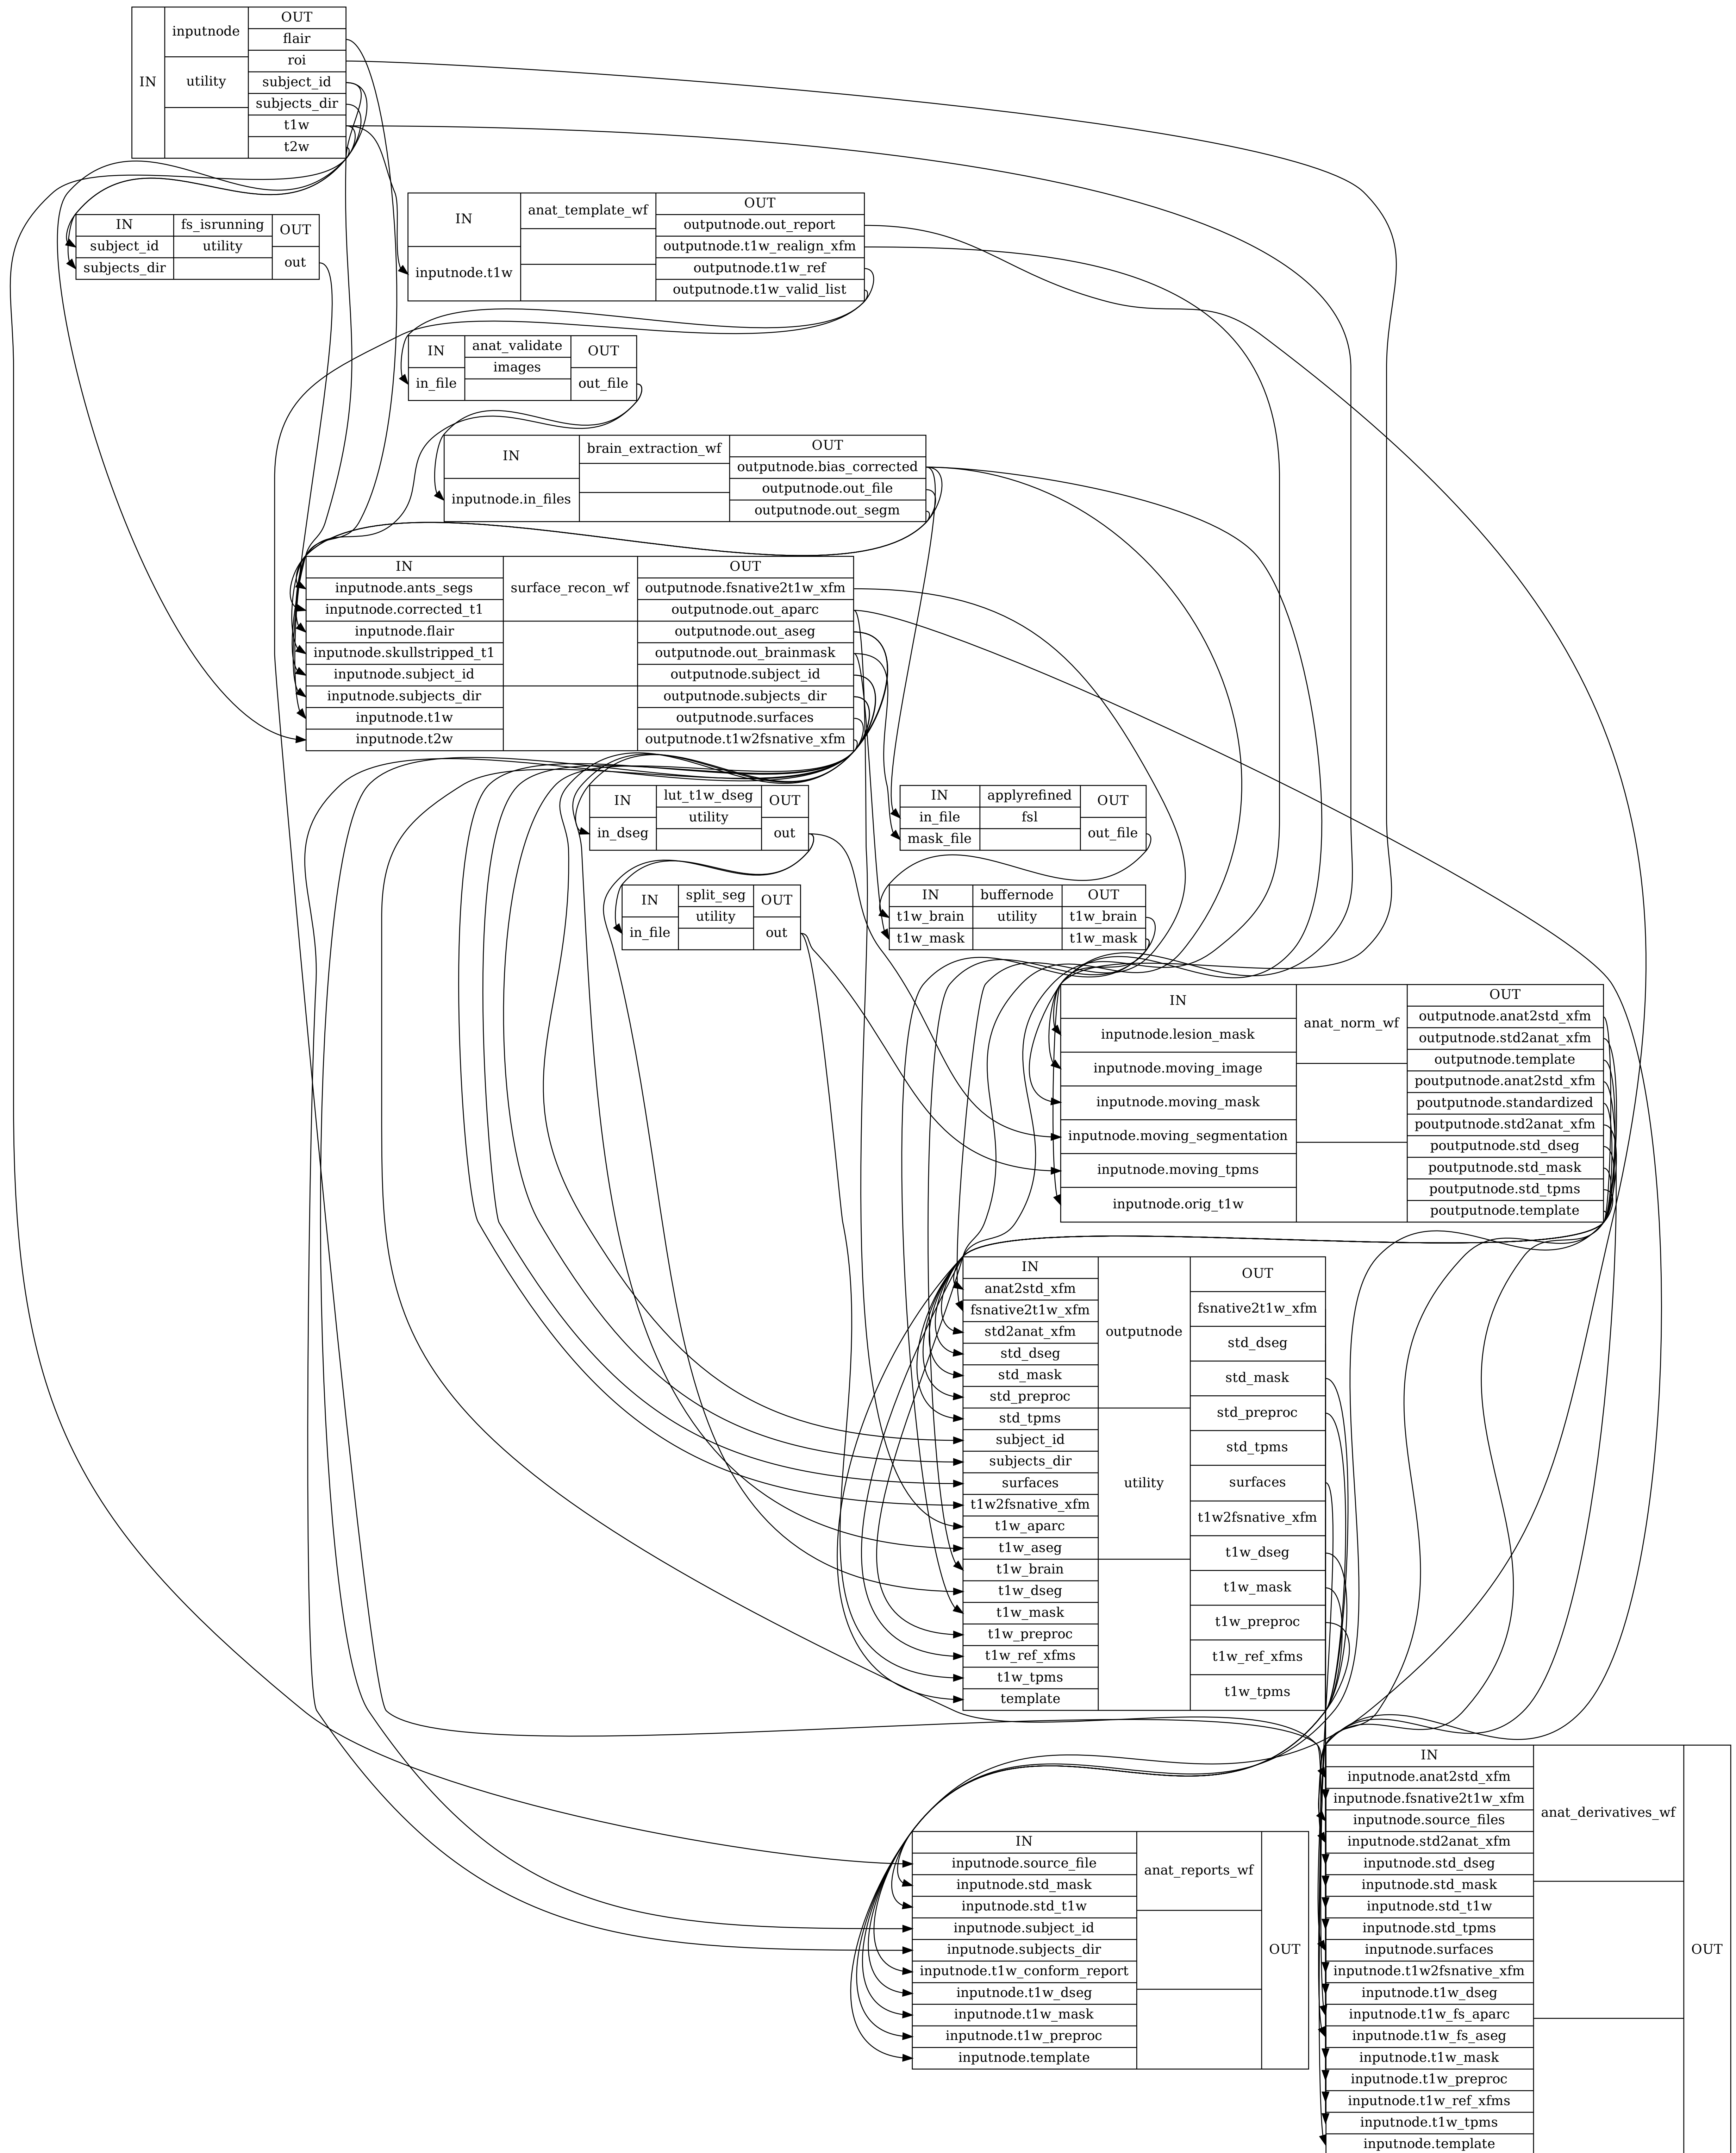 IN
inputnode
utility
OUT
flair
roi
subject_id
subjects_dir
t1w
t2w
IN
subject_id
subjects_dir
fs_isrunning
utility
OUT
out
IN
inputnode.t1w
anat_template_wf
OUT
outputnode.out_report
outputnode.t1w_realign_xfm
outputnode.t1w_ref
outputnode.t1w_valid_list
IN
in_file
anat_validate
images
OUT
out_file
IN
inputnode.in_files
brain_extraction_wf
OUT
outputnode.bias_corrected
outputnode.out_file
outputnode.out_segm
IN
inputnode.ants_segs
inputnode.corrected_t1
inputnode.flair
inputnode.skullstripped_t1
inputnode.subject_id
inputnode.subjects_dir
inputnode.t1w
inputnode.t2w
surface_recon_wf
OUT
outputnode.fsnative2t1w_xfm
outputnode.out_aparc
outputnode.out_aseg
outputnode.out_brainmask
outputnode.subject_id
outputnode.subjects_dir
outputnode.surfaces
outputnode.t1w2fsnative_xfm
IN
in_dseg
lut_t1w_dseg
utility
OUT
out
IN
in_file
mask_file
applyrefined
fsl
OUT
out_file
IN
in_file
split_seg
utility
OUT
out
IN
t1w_brain
t1w_mask
buffernode
utility
OUT
t1w_brain
t1w_mask
IN
inputnode.lesion_mask
inputnode.moving_image
inputnode.moving_mask
inputnode.moving_segmentation
inputnode.moving_tpms
inputnode.orig_t1w
anat_norm_wf
OUT
outputnode.anat2std_xfm
outputnode.std2anat_xfm
outputnode.template
poutputnode.anat2std_xfm
poutputnode.standardized
poutputnode.std2anat_xfm
poutputnode.std_dseg
poutputnode.std_mask
poutputnode.std_tpms
poutputnode.template
IN
anat2std_xfm
fsnative2t1w_xfm
std2anat_xfm
std_dseg
std_mask
std_preproc
std_tpms
subject_id
subjects_dir
surfaces
t1w2fsnative_xfm
t1w_aparc
t1w_aseg
t1w_brain
t1w_dseg
t1w_mask
t1w_preproc
t1w_ref_xfms
t1w_tpms
template
outputnode
utility
OUT
fsnative2t1w_xfm
std_dseg
std_mask
std_preproc
std_tpms
surfaces
t1w2fsnative_xfm
t1w_dseg
t1w_mask
t1w_preproc
t1w_ref_xfms
t1w_tpms
IN
inputnode.source_file
inputnode.std_mask
inputnode.std_t1w
inputnode.subject_id
inputnode.subjects_dir
inputnode.t1w_conform_report
inputnode.t1w_dseg
inputnode.t1w_mask
inputnode.t1w_preproc
inputnode.template
anat_reports_wf
OUT
IN
inputnode.anat2std_xfm
inputnode.fsnative2t1w_xfm
inputnode.source_files
inputnode.std2anat_xfm
inputnode.std_dseg
inputnode.std_mask
inputnode.std_t1w
inputnode.std_tpms
inputnode.surfaces
inputnode.t1w2fsnative_xfm
inputnode.t1w_dseg
inputnode.t1w_fs_aparc
inputnode.t1w_fs_aseg
inputnode.t1w_mask
inputnode.t1w_preproc
inputnode.t1w_ref_xfms
inputnode.t1w_tpms
inputnode.template
anat_derivatives_wf
OUT